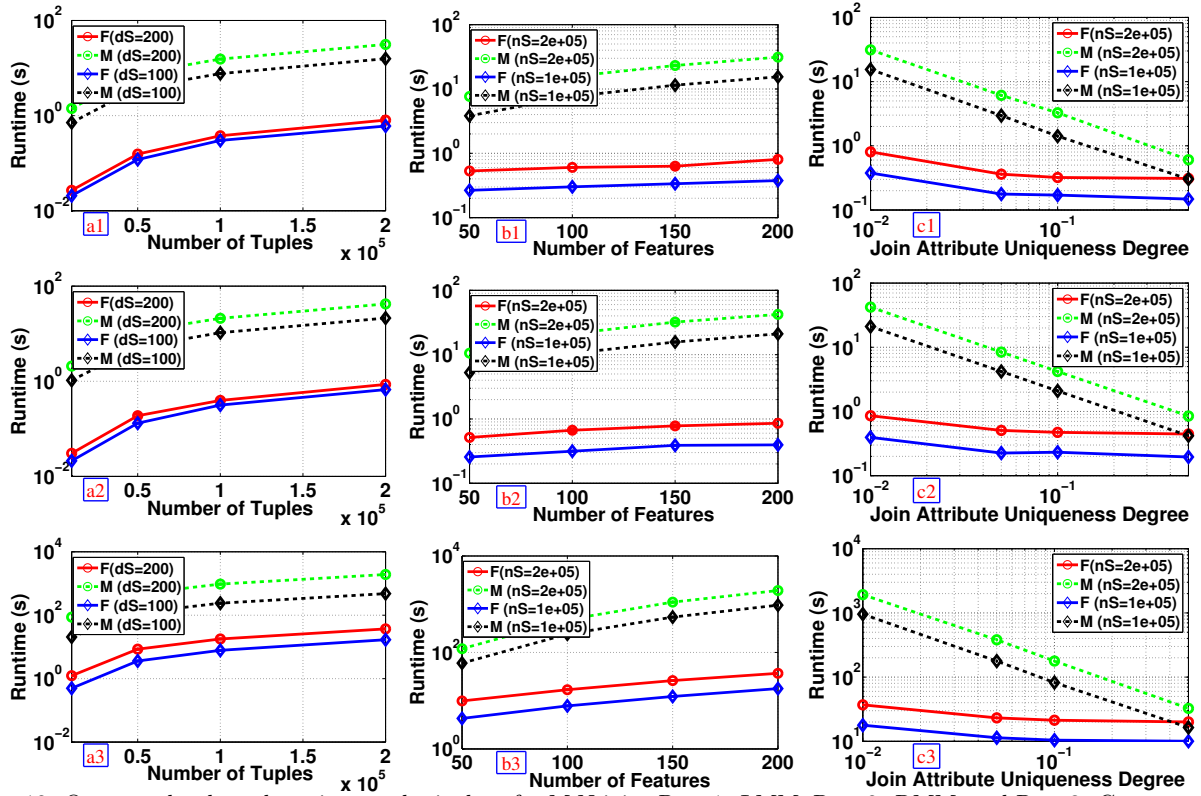 10^2
10^0
10^-2
Runtime (s)
F(dS=200)
M (dS=200)
F (dS=100)
M (dS=100)
0.5 1 1.5 2
x 10^5
a1
Number of Tuples
10^2
10^1
10^0
10^-1
Runtime (s)
F(nS=2e+05)
M (nS=2e+05)
F (nS=1e+05)
M (nS=1e+05)
50 100 150 200
b1
Number of Features
10^2
10^1
10^0
10^-1
Runtime (s)
F(nS=2e+05)
M (nS=2e+05)
F (nS=1e+05)
M (nS=1e+05)
10^-2 10^-1
c1
Join Attribute Uniqueness Degree
10^2
10^0
10^-2
Runtime (s)
F(dS=200)
M (dS=200)
F (dS=100)
M (dS=100)
0.5 1 1.5 2
x 10^5
a2
Number of Tuples
10^2
10^1
10^0
10^-1
Runtime (s)
F(nS=2e+05)
M (nS=2e+05)
F (nS=1e+05)
M (nS=1e+05)
50 100 150 200
b2
Number of Features
10^2
10^1
10^0
10^-1
Runtime (s)
F(nS=2e+05)
M (nS=2e+05)
F (nS=1e+05)
M (nS=1e+05)
10^-2 10^-1
c2
Join Attribute Uniqueness Degree
10^4
10^2
10^0
10^-2
Runtime (s)
F(dS=200)
M (dS=200)
F (dS=100)
M (dS=100)
0.5 1 1.5 2
x 10^5
a3
Number of Tuples
10^4
10^2
10^0
Runtime (s)
F(nS=2e+05)
M (nS=2e+05)
F (nS=1e+05)
M (nS=1e+05)
50 100 150 200
b3
Number of Features
10^4
10^3
10^2
10^1
Runtime (s)
F(nS=2e+05)
M (nS=2e+05)
F (nS=1e+05)
M (nS=1e+05)
10^-2 10^-1
c3
Join Attribute Uniqueness Degree